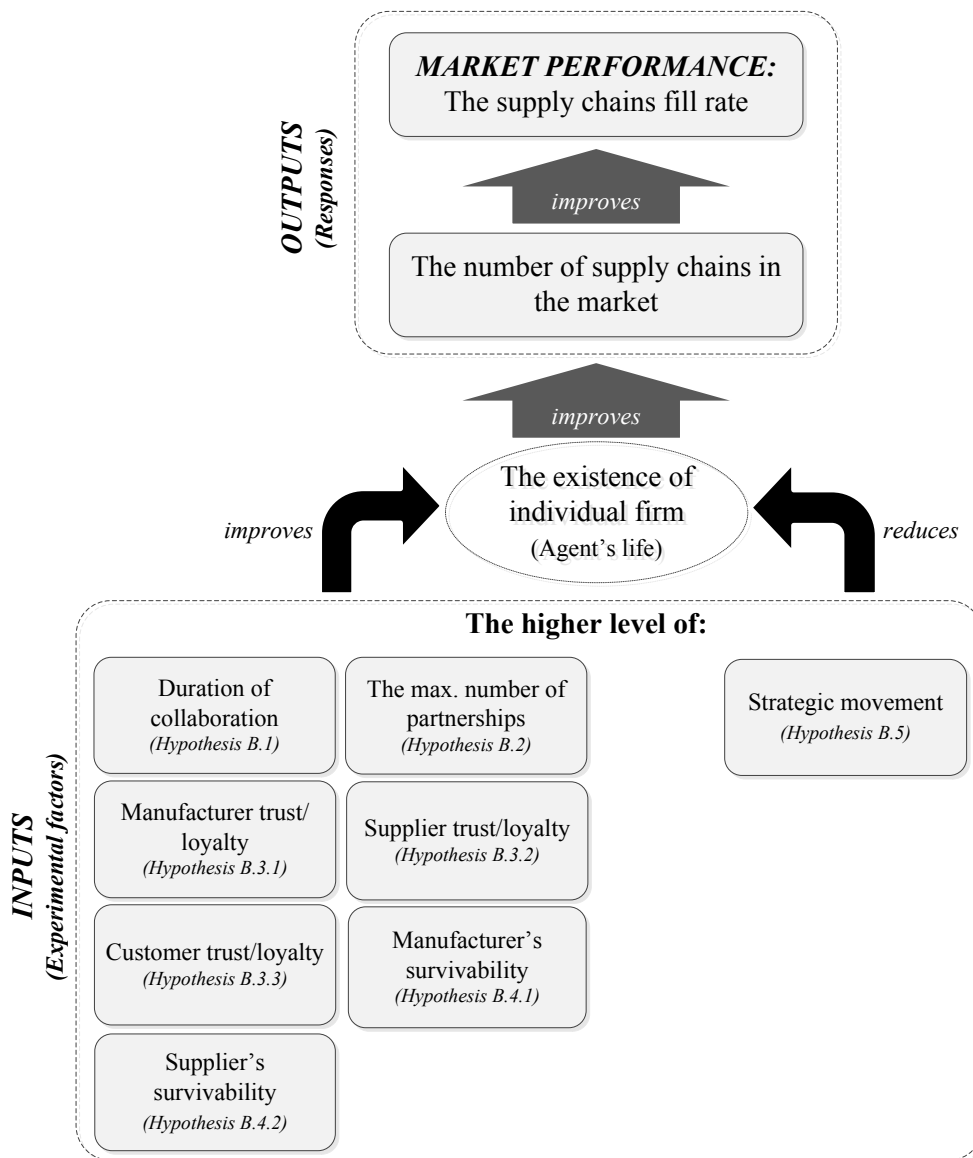 MARKET PERFORMANCE:
The supply chains fill rate
improves
The number of supply chains in
the market
OUTPUTS
(Responses)
improves
The existence of
individual firm
(Agent's life)
improves
reduces
The higher level of:
Duration of
collaboration
(Hypothesis B.1)
The max. number of
partnerships
(Hypothesis B.2)
Strategic movement
(Hypothesis B.5)
Manufacturer trust/
loyalty
(Hypothesis B.3.1)
Supplier trust/loyalty
(Hypothesis B.3.2)
Customer trust/loyalty
(Hypothesis B.3.3)
Manufacturer's
survivability
(Hypothesis B.4.1)
Supplier's
survivability
(Hypothesis B.4.2)
INPUTS
(Experimental factors)